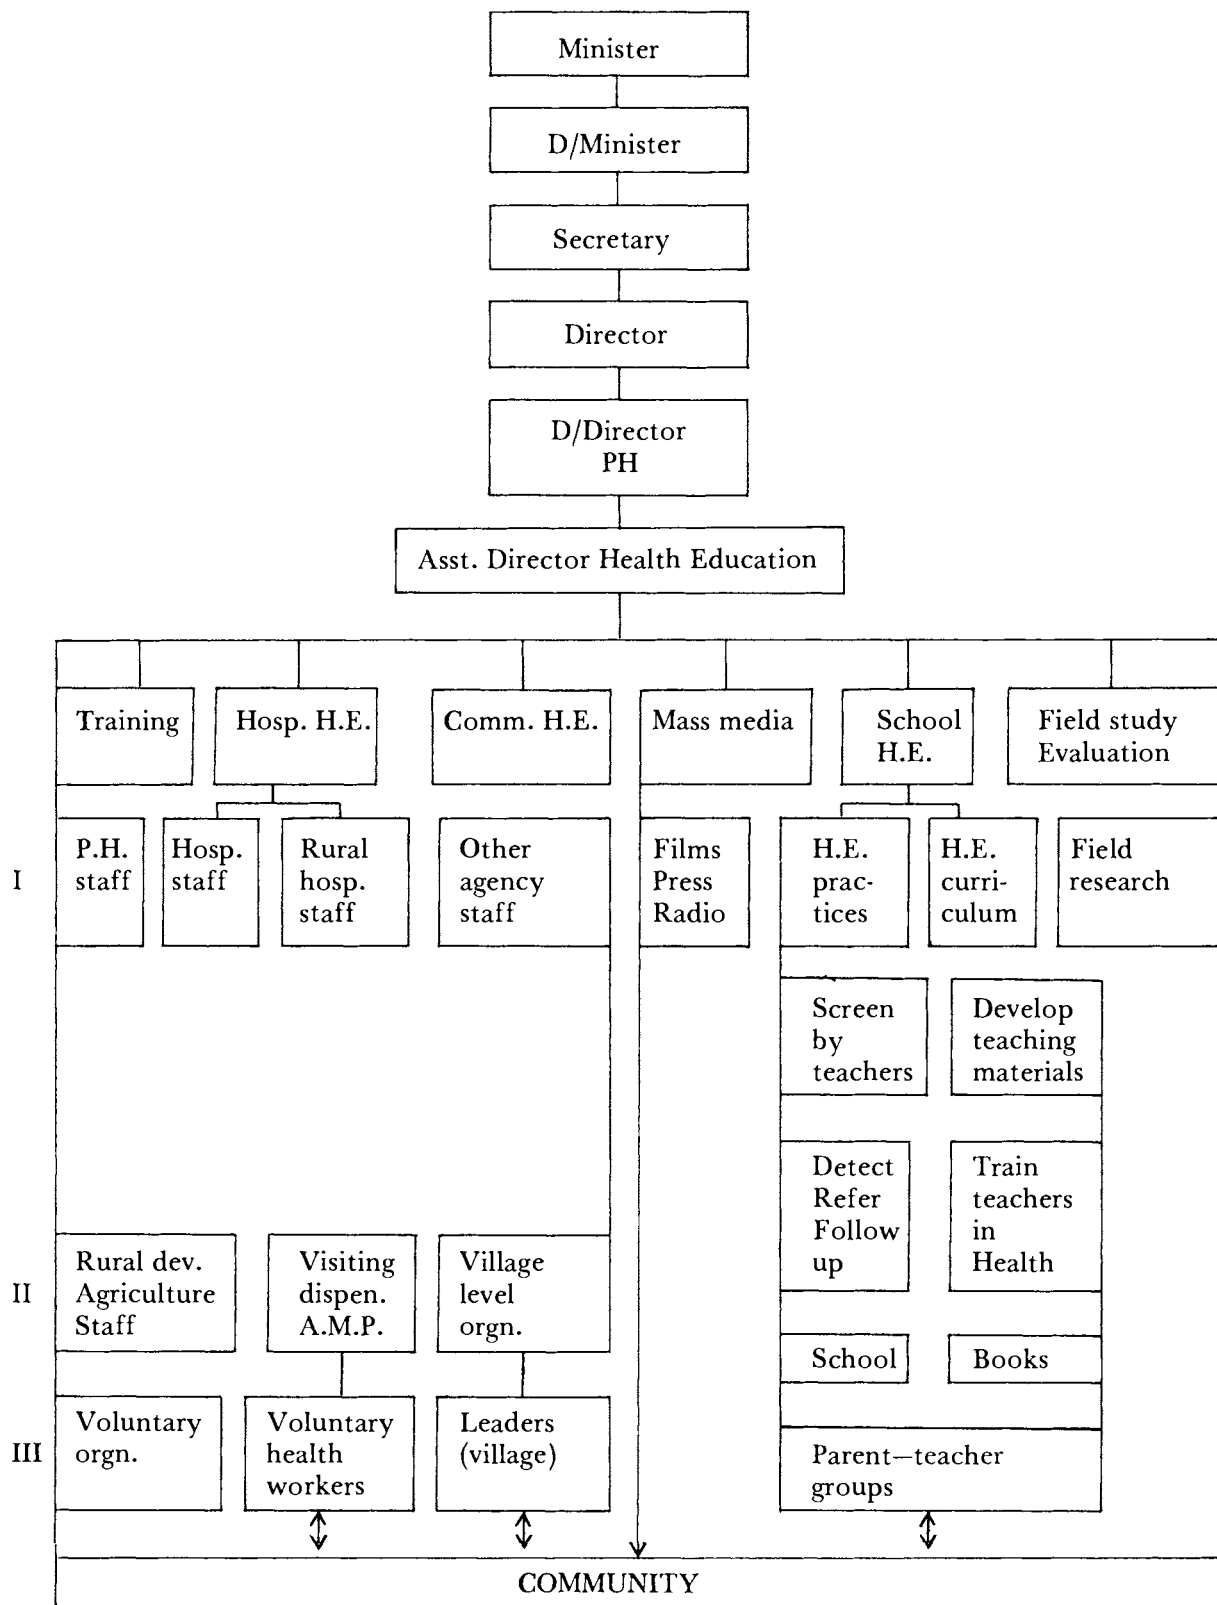 Minister
D/Minister
Secretary
Director
D/Director
PH
Asst. Director Health Education
Training
Hosp. H.E.
Comm. H.E.
Mass media
School
H.E.
Field study
Evaluation
I
P.H.
staff
Hosp.
staff
Rural
hosp.
staff
Other
agency
staff
Films
Press
Radio
H.E.
prac-
tices
H.E.
curri-
culum
Field
research
Screen
by
teachers
Develop
teaching
materials
Detect
Refer
Follow
up
Train
teachers
in
Health
II
Rural dev.
Agriculture
Staff
Visiting
dispen.
A.M.P.
Village
level
orgn.
School
Books
III
Voluntary
orgn.
Voluntary
health
workers
Leaders
(village)
Parent—teacher
groups
COMMUNITY